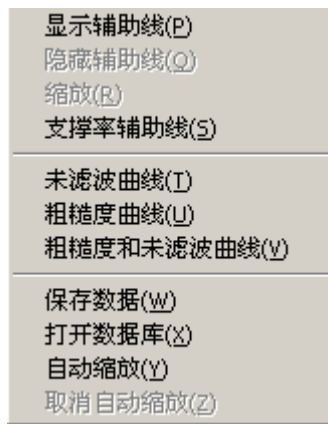 显示辅助线(P)
隐藏辅助线(Q)
缩放(R)
支撑率辅助线(S)
未滤波曲线(T)
粗糙度曲线(U)
粗糙度和未滤波曲线(V)
保存数据(W)
打开数据库(X)
自动缩放(Y)
取消自动缩放(Z)